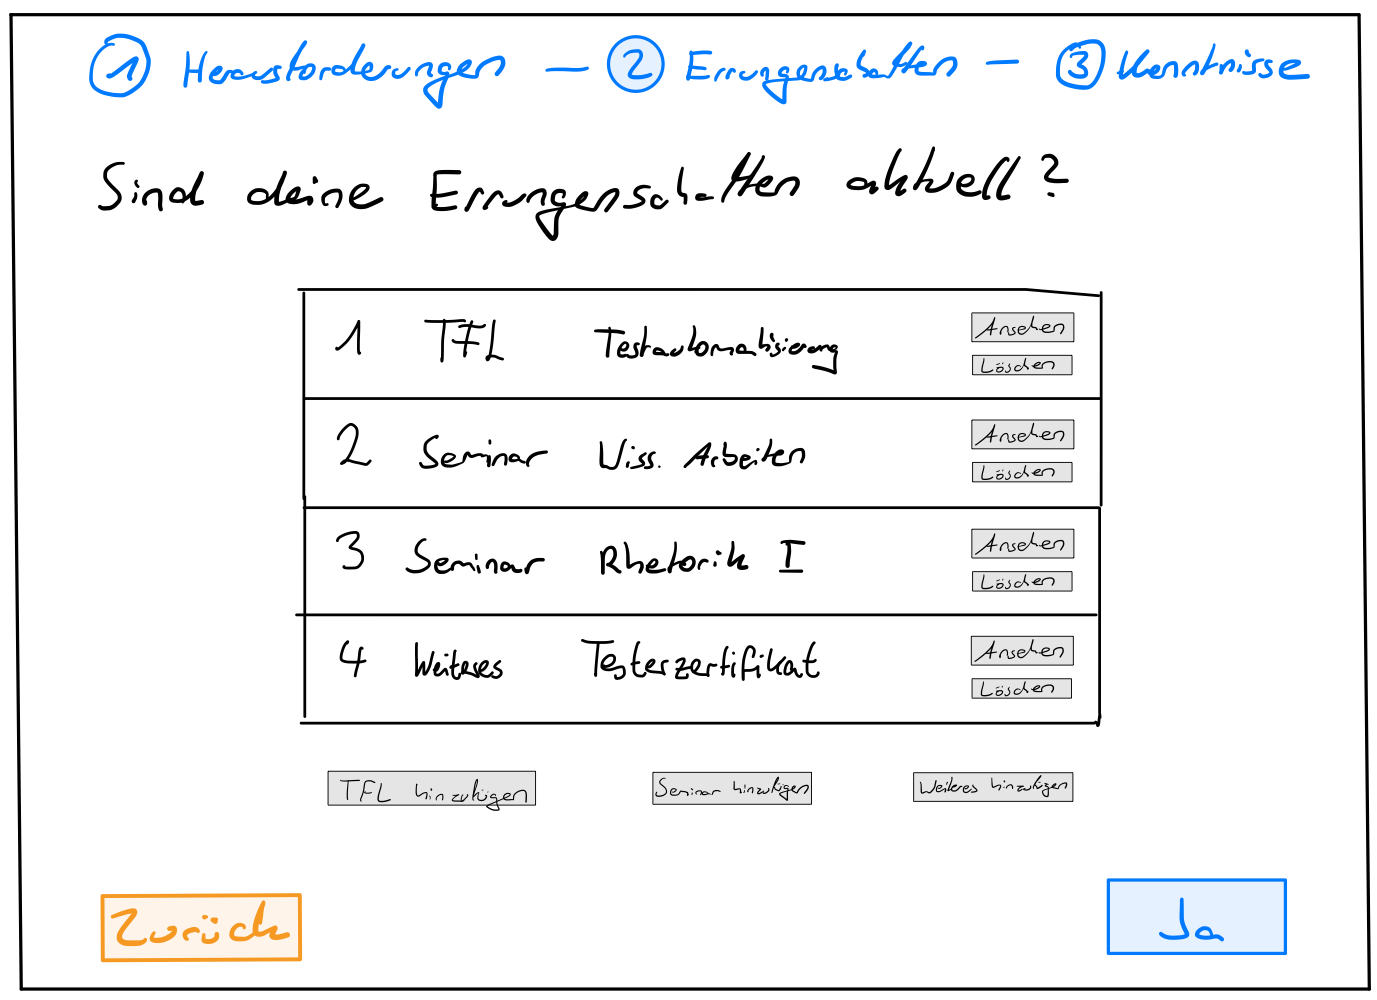 1 Herausforderungen – 2 Errungenschaften – 3 Kenntnisse
Sind deine Errungenschaften aktuell?
1 TFL Testautomatisierung Ansehen
Löschen
2 Seminar Wiss. Arbeiten Ansehen
Löschen
3 Seminar Rhetorik I Ansehen
Löschen
4 Weiteres Testerzertifikat Ansehen
Löschen
TFL hinzufügen Seminar hinzufügen Weiteres hinzufügen
Zurück Ja